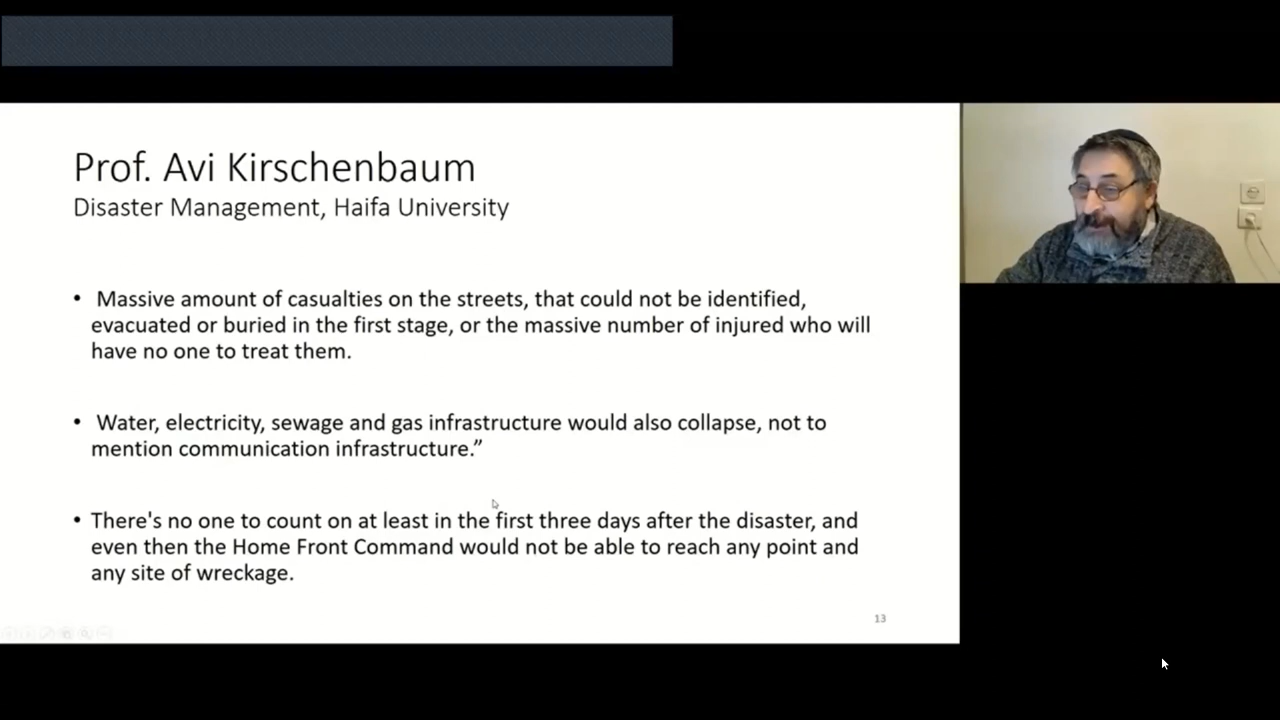 Prof. Avi Kirschenbaum
Disaster Management, Haifa University
• Massive amount of casualties on the streets, that could not be identified,
evacuated or buried in the first stage, or the massive number of injured who will
have no one to treat them.
• Water, electricity, sewage and gas infrastructure would also collapse, not to
mention communication infrastructure.”
• There's no one to count on at least in the first three days after the disaster, and
even then the Home Front Command would not be able to reach any point and
any site of wreckage.
13